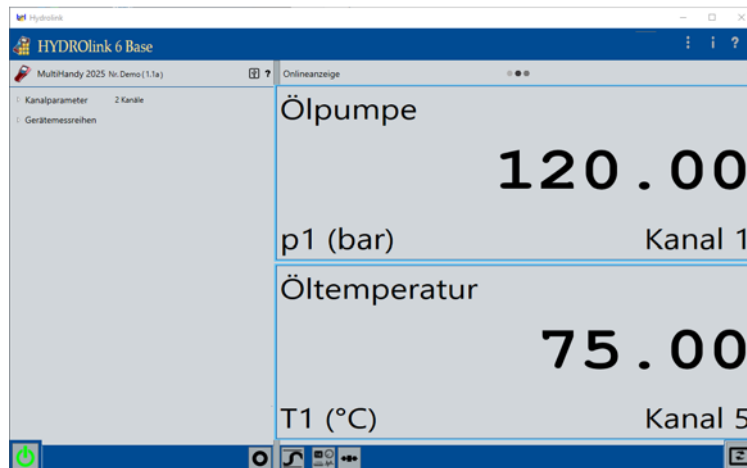 Hydrolink
HYDROlink 6 Base
MultiHandy 2025 Nr. Demo (1.1a)
?
Onlineanzeige
Kanalparameter 2 Kanäle
Gerätemessreihen
Ölpumpe
120.00
p1 (bar) Kanal 1
Öltemperatur
75.00
T1 (°C) Kanal 5